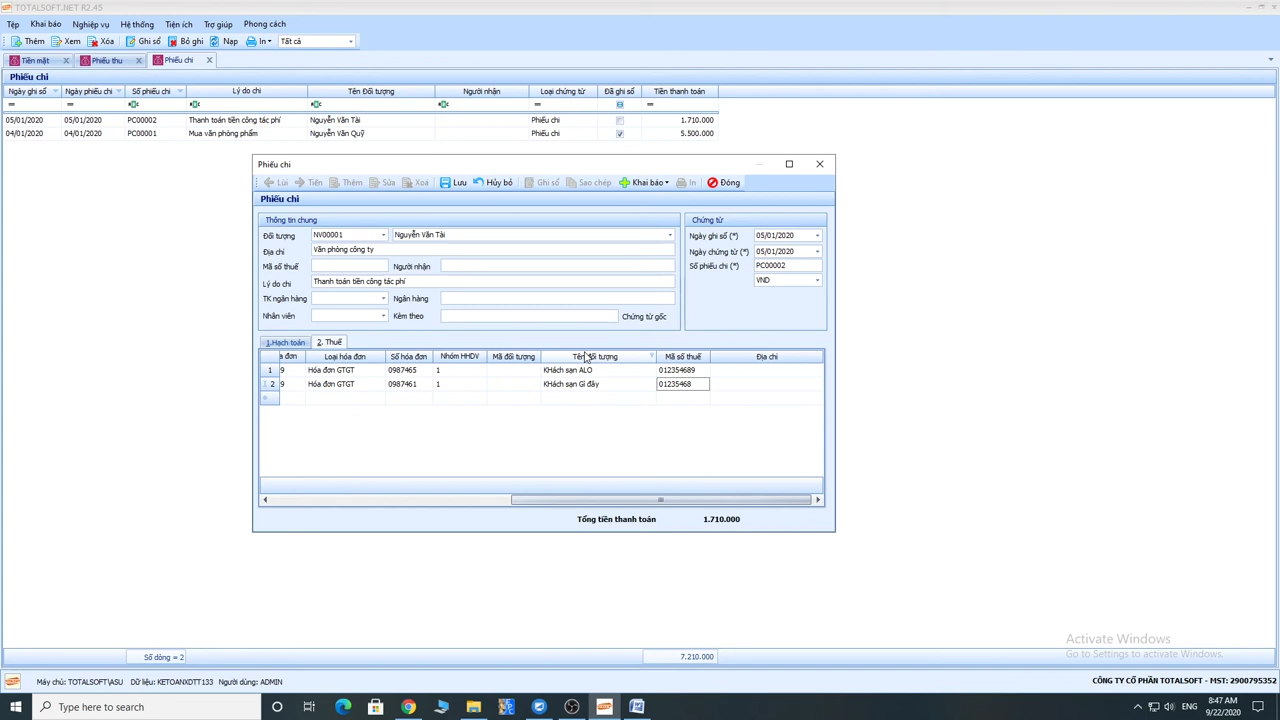 TOTALSOFT.NET R2.45
Tệp Khai báo Nghiệp vụ Hệ thống Tiện ích Trợ giúp Phong cách
Thêm Xem Xóa Ghi sổ Bỏ ghi Nạp In Tất cả
Tiền mặt Phiếu thu Phiếu chi
Phiếu chi
Ngày ghi sổ Ngày phiếu chi Số phiếu chi Lý do chi Tên Đối tượng Người nhận Loại chứng từ Đã ghi sổ Tiền thanh toán
05/01/2020 05/01/2020 PC00002 Thanh toán tiền công tác phí Nguyễn Văn Tài Phiếu chi 1.710.000
04/01/2020 04/01/2020 PC00001 Mua văn phòng phẩm Nguyễn Văn Quỹ Phiếu chi 5.500.000
Phiếu chi
Lùi Tiến Thêm Sửa Xoá Lưu Hủy bỏ Ghi sổ Sao chép Khai báo In Đóng
Phiếu chi
Thông tin chung Chứng từ
Đối tượng NV00001 Nguyễn Văn Tài Ngày ghi sổ (*) 05/01/2020
Địa chỉ Văn phòng công ty Ngày chứng từ (*) 05/01/2020
Mã số thuế Người nhận Số phiếu chi (*) PC00002
Lý do chi Thanh toán tiền công tác phí VND
TK ngân hàng Ngân hàng
Nhân viên Kèm theo Chứng từ gốc
1.Hạch toán 2. Thuế
a đơn Loại hóa đơn Số hóa đơn Nhóm HHDV Mã đối tượng Tên đối tượng Mã số thuế Địa chỉ
1 9 Hóa đơn GTGT 0987465 1 KHách sạn ALO 012354689
2 9 Hóa đơn GTGT 0987461 1 KHách sạn Gì đây 01235468
Tổng tiền thanh toán 1.710.000
Activate Windows
Go to Settings to activate Windows.
Số dòng = 2 7.210.000
Máy chủ: TOTALSOFT\ASU Dữ liệu: KETOANXDTT133 Người dùng: ADMIN CÔNG TY CỔ PHẦN TOTALSOFT - MST: 2900795352
Type here to search ENG 8:47 AM
9/22/2020